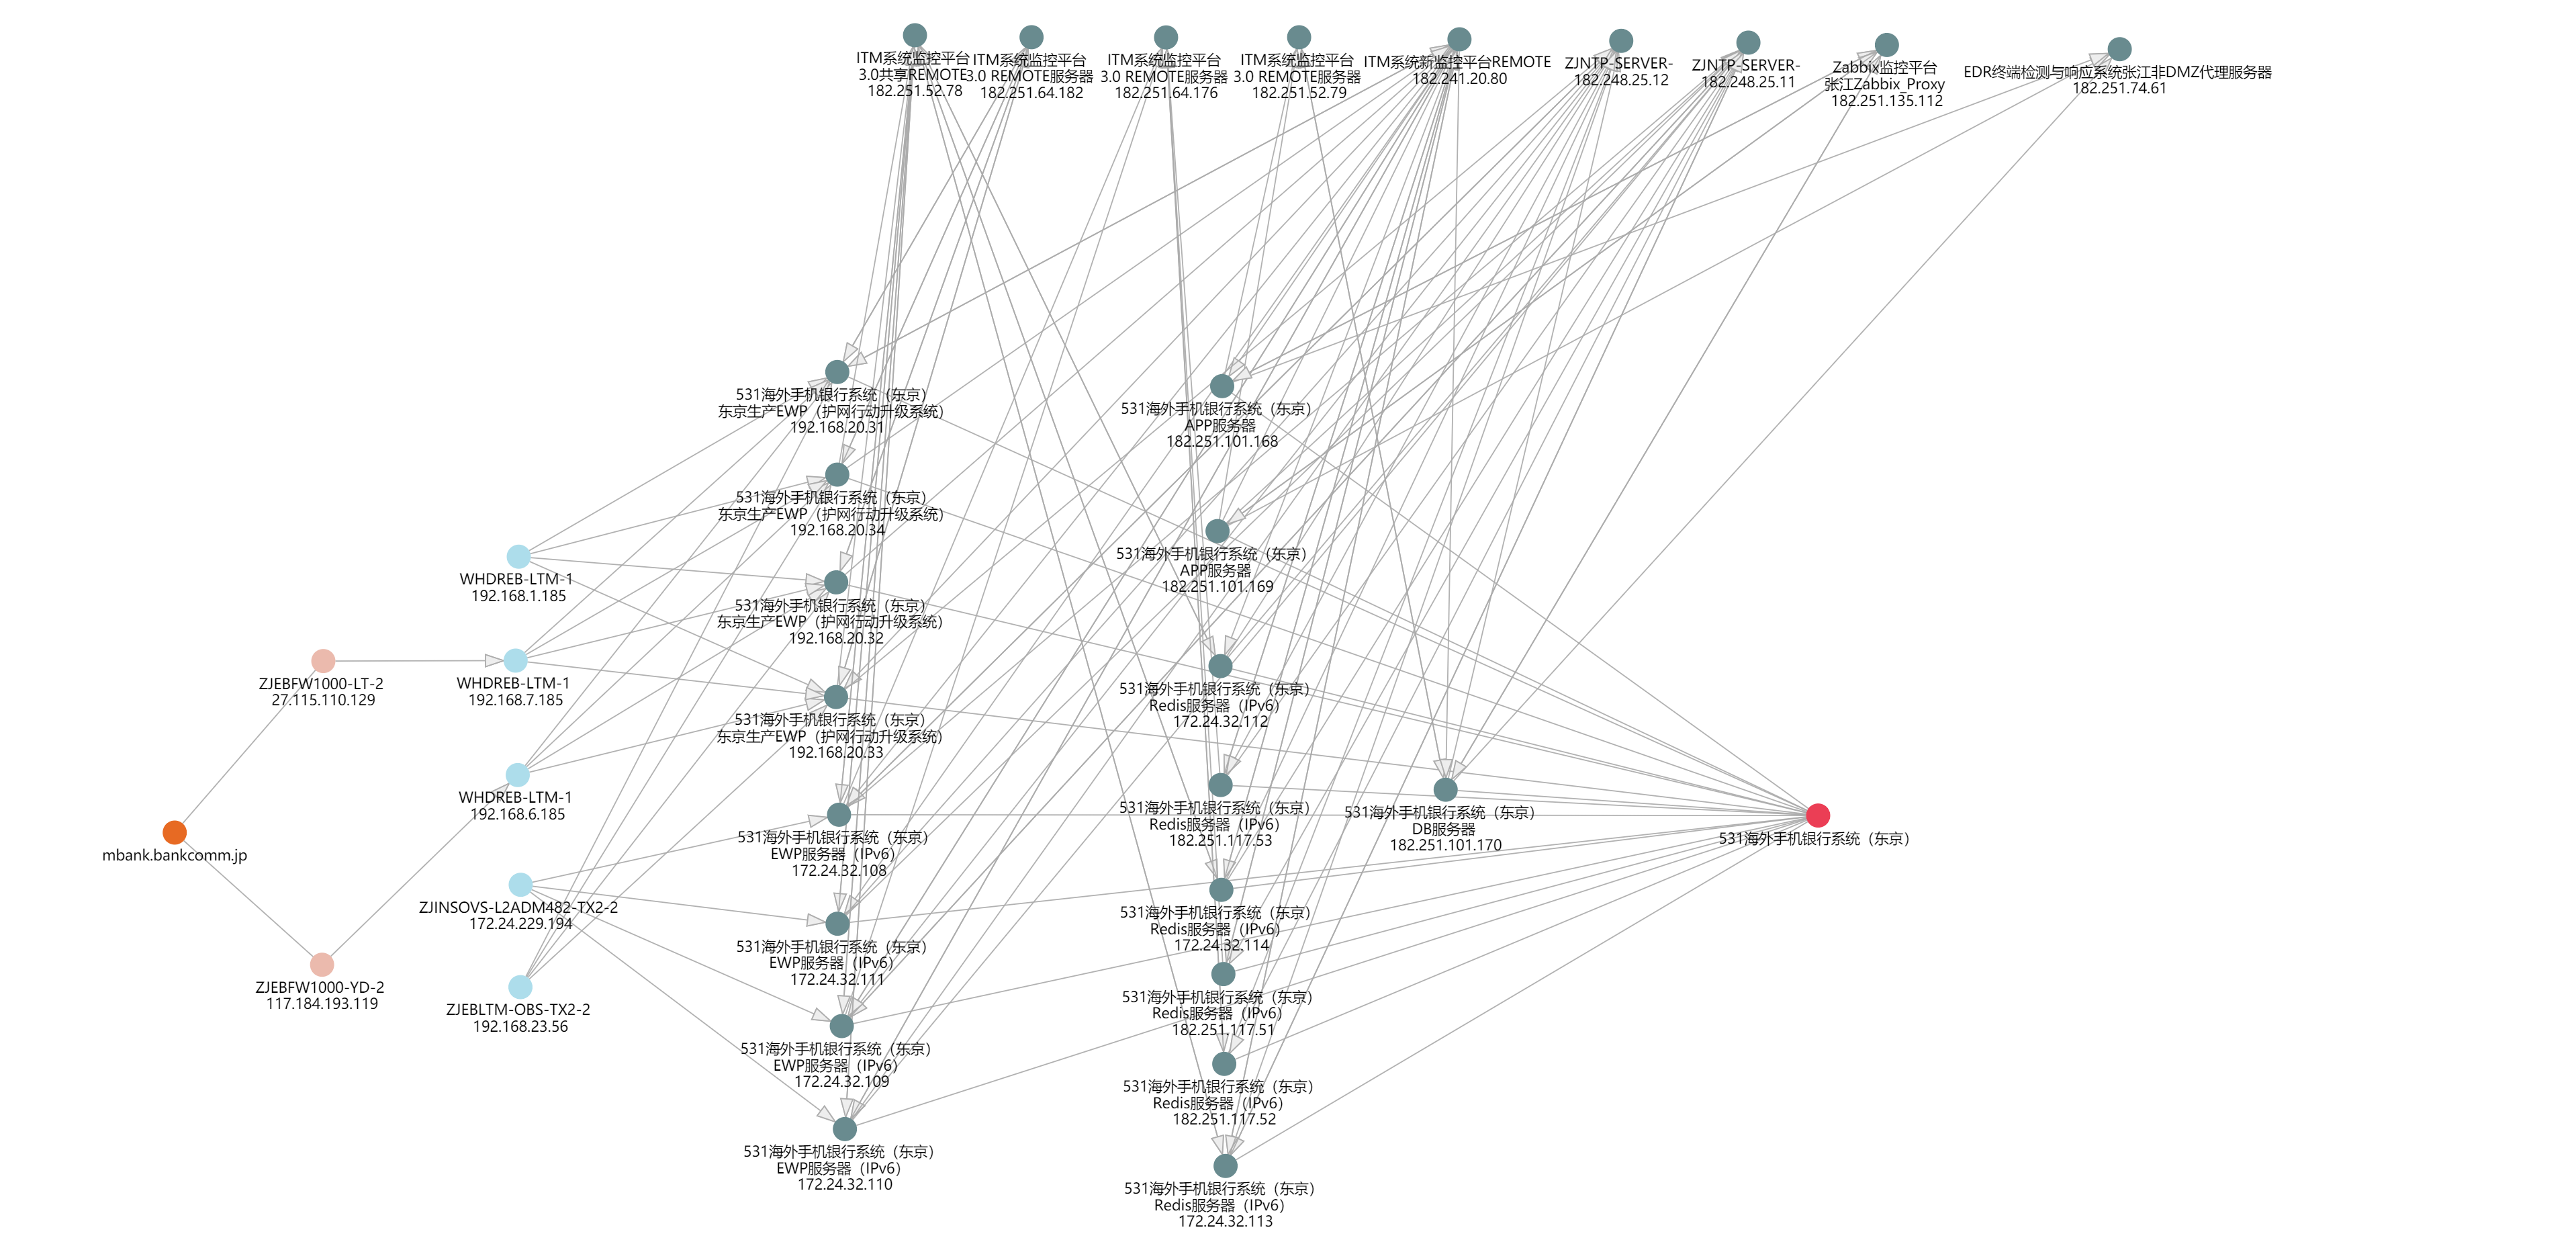 ITM系统监控平台
3.0共享REMOTE
182.251.52.78
ITM系统监控平台
3.0 REMOTE服务器
182.251.64.182
ITM系统监控平台
3.0 REMOTE服务器
182.251.64.176
ITM系统监控平台
3.0 REMOTE服务器
182.251.52.79
ITM系统新监控平台REMOTE
182.241.20.80
ZJNTP-SERVER-
182.248.25.12
ZJNTP-SERVER-
182.248.25.11
Zabbix监控平台
张江Zabbix_Proxy
182.251.135.112
EDR终端检测与响应系统张江非DMZ代理服务器
182.251.74.61
531海外手机银行系统（东京）
东京生产EWP（护网行动升级系统）
192.168.20.31
531海外手机银行系统（东京）
APP服务器
182.251.101.168
531海外手机银行系统（东京）
东京生产EWP（护网行动升级系统）
192.168.20.34
531海外手机银行系统（东京）
APP服务器
182.251.101.169
WHDREB-LTM-1
192.168.1.185
531海外手机银行系统（东京）
东京生产EWP（护网行动升级系统）
192.168.20.32
ZJEBFW1000-LT-2
27.115.110.129
WHDREB-LTM-1
192.168.7.185
531海外手机银行系统（东京）
Redis服务器（IPv6）
172.24.32.112
531海外手机银行系统（东京）
东京生产EWP（护网行动升级系统）
192.168.20.33
WHDREB-LTM-1
192.168.6.185
531海外手机银行系统（东京）
Redis服务器（IPv6）
182.251.117.53
531海外手机银行系统（东京）
DB服务器
182.251.101.170
531海外手机银行系统（东京）
mbank.bankcomm.jp
531海外手机银行系统（东京）
EWP服务器（IPv6）
172.24.32.108
ZJINSOVS-L2ADM482-TX2-2
172.24.229.194
531海外手机银行系统（东京）
Redis服务器（IPv6）
172.24.32.114
531海外手机银行系统（东京）
EWP服务器（IPv6）
172.24.32.111
ZJEBFW1000-YD-2
117.184.193.119
ZJEBLTM-OBS-TX2-2
192.168.23.56
531海外手机银行系统（东京）
Redis服务器（IPv6）
182.251.117.51
531海外手机银行系统（东京）
EWP服务器（IPv6）
172.24.32.109
531海外手机银行系统（东京）
Redis服务器（IPv6）
182.251.117.52
531海外手机银行系统（东京）
EWP服务器（IPv6）
172.24.32.110
531海外手机银行系统（东京）
Redis服务器（IPv6）
172.24.32.113